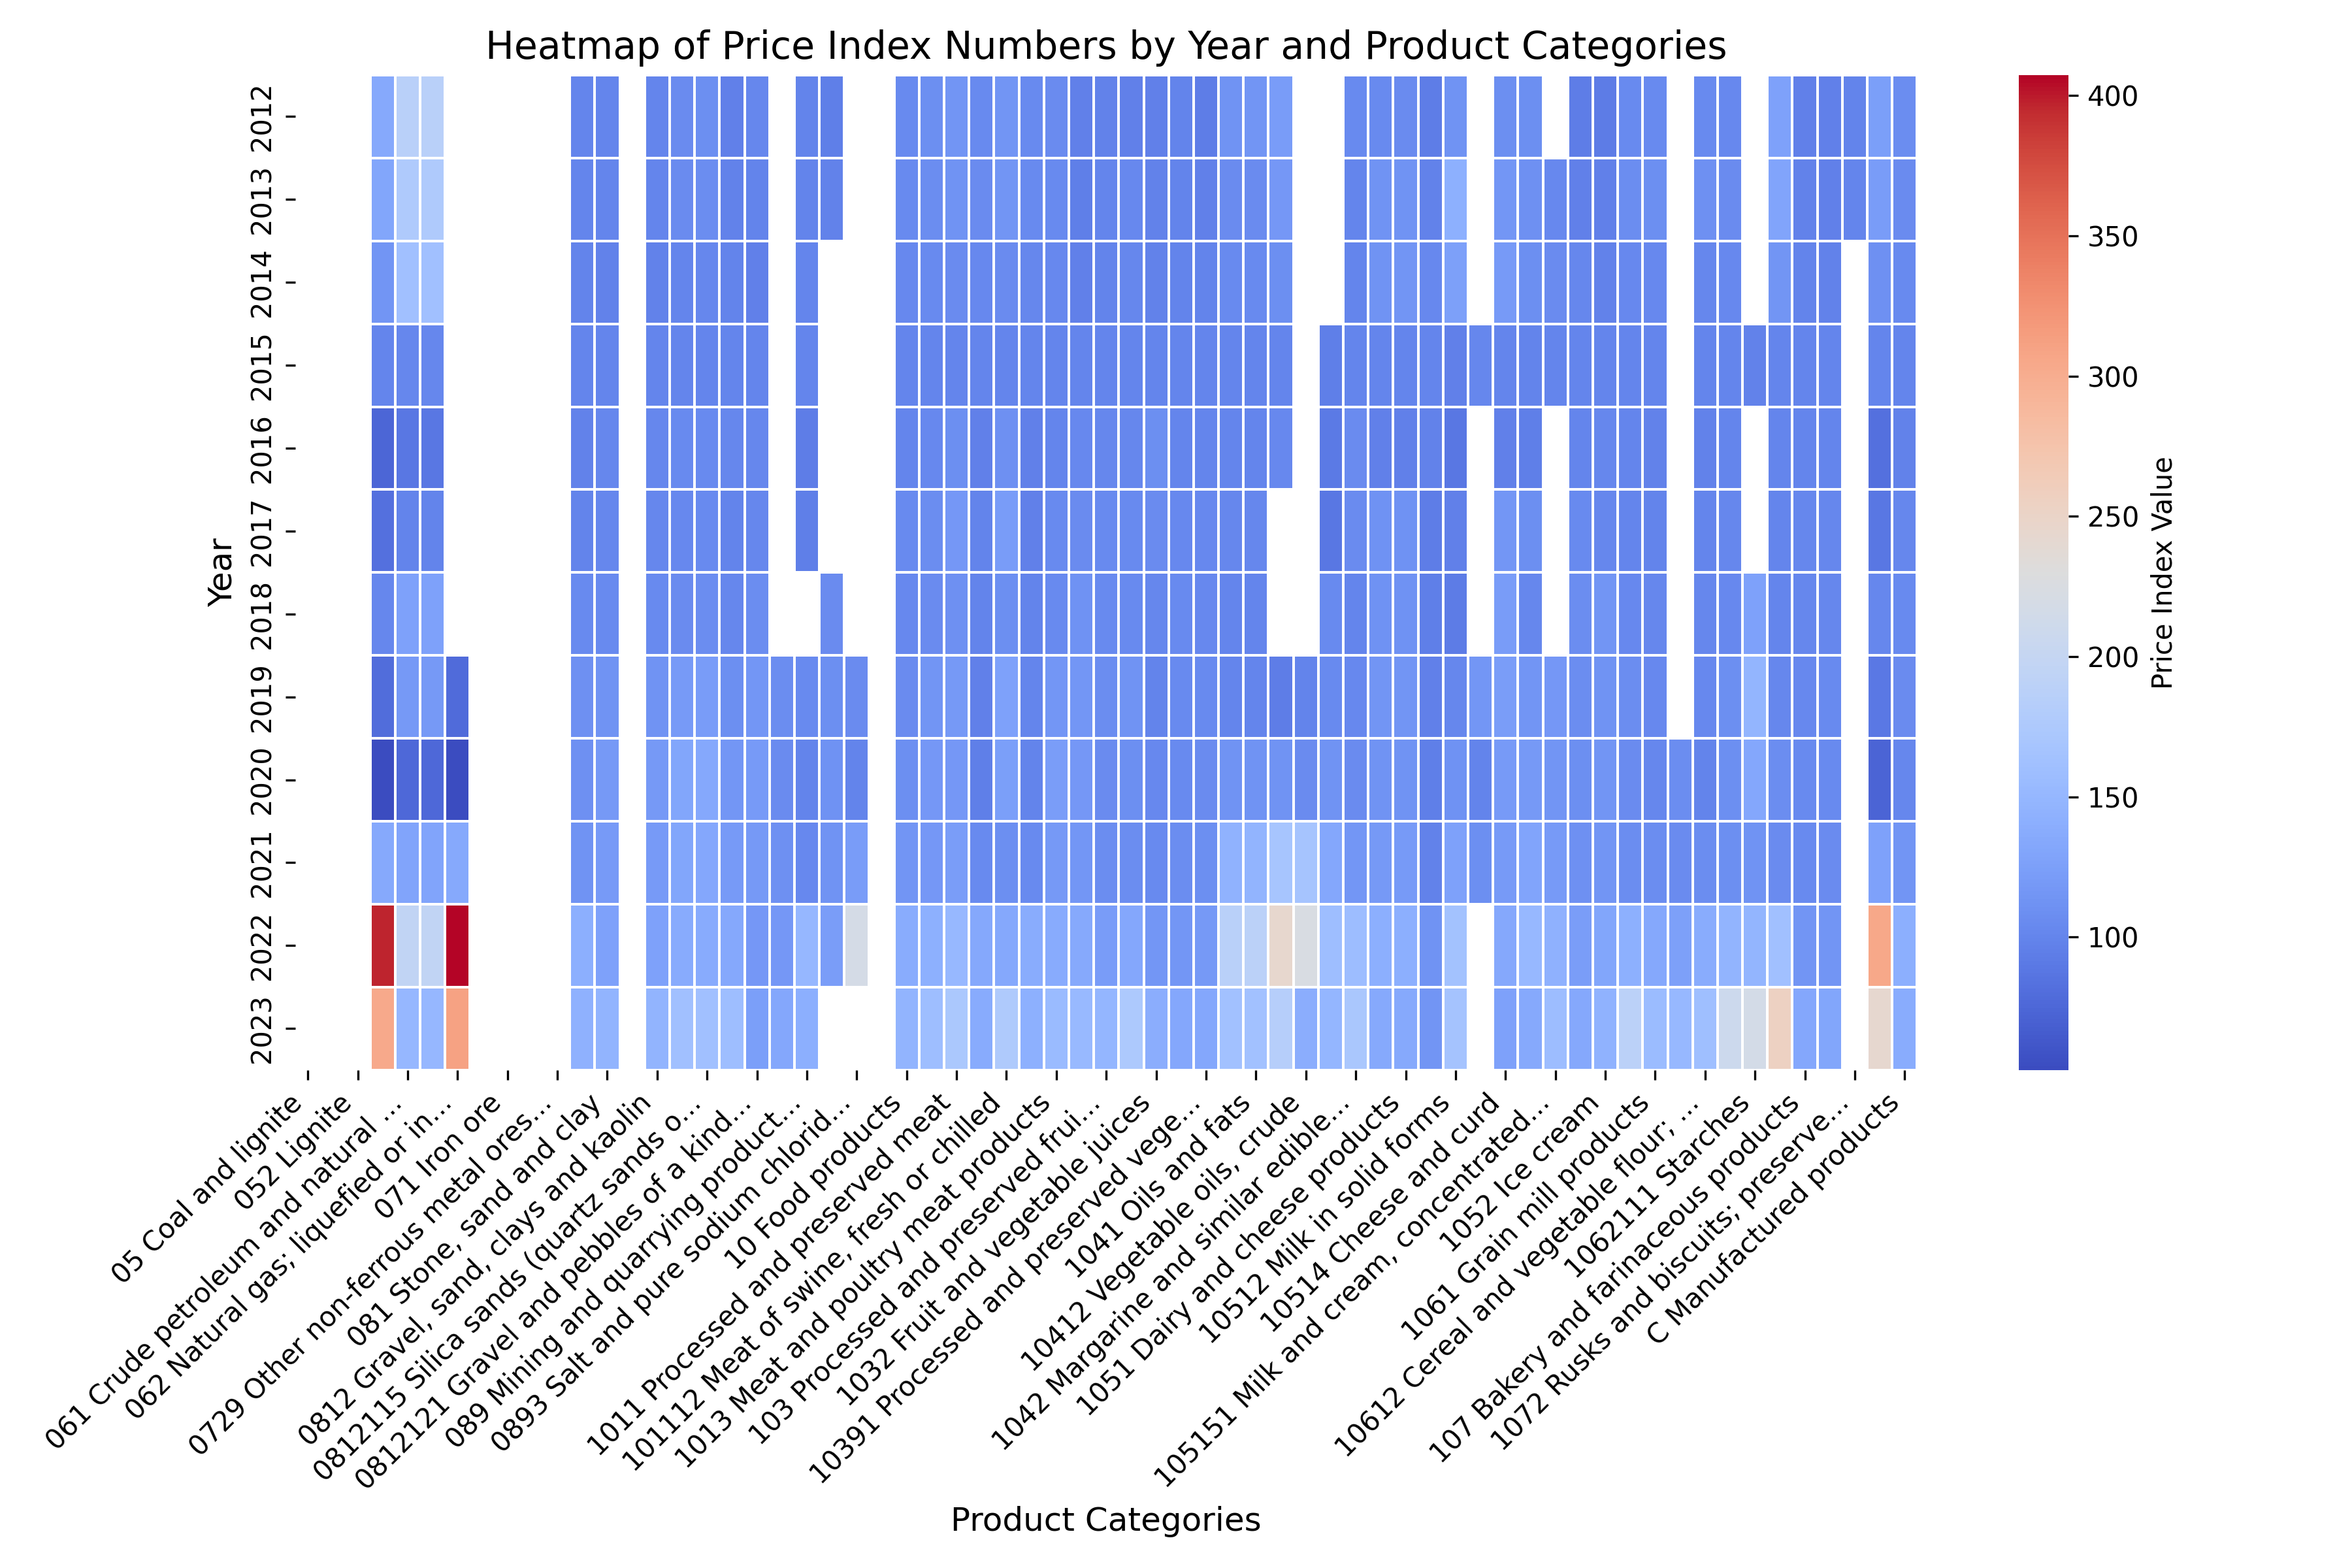 Heatmap of Price Index Numbers by Year and Product Categories
Year
2012
2013
2014
2015
2016
2017
2018
2019
2020
2021
2022
2023
05 Coal and lignite
052 Lignite
061 Crude petroleum and natural ...
062 Natural gas; liquefied or in...
071 Iron ore
0729 Other non-ferrous metal ores...
081 Stone, sand and clay
0812 Gravel, sand, clays and kaolin
0812115 Silica sands (quartz sands o...
0812121 Gravel and pebbles of a kind...
089 Mining and quarrying product...
0893 Salt and pure sodium chlorid...
10 Food products
1011 Processed and preserved meat
101112 Meat of swine, fresh or chilled
1013 Meat and poultry meat products
103 Processed and preserved frui...
1032 Fruit and vegetable juices
10391 Processed and preserved vege...
1041 Oils and fats
10412 Vegetable oils, crude
1042 Margarine and similar edible...
1051 Dairy and cheese products
10512 Milk in solid forms
10514 Cheese and curd
105151 Milk and cream, concentrated...
1052 Ice cream
1061 Grain mill products
10612 Cereal and vegetable flour; ...
1062111 Starches
107 Bakery and farinaceous products
1072 Rusks and biscuits; preserve...
C Manufactured products
Product Categories
400
350
300
250
200
150
100
Price Index Value